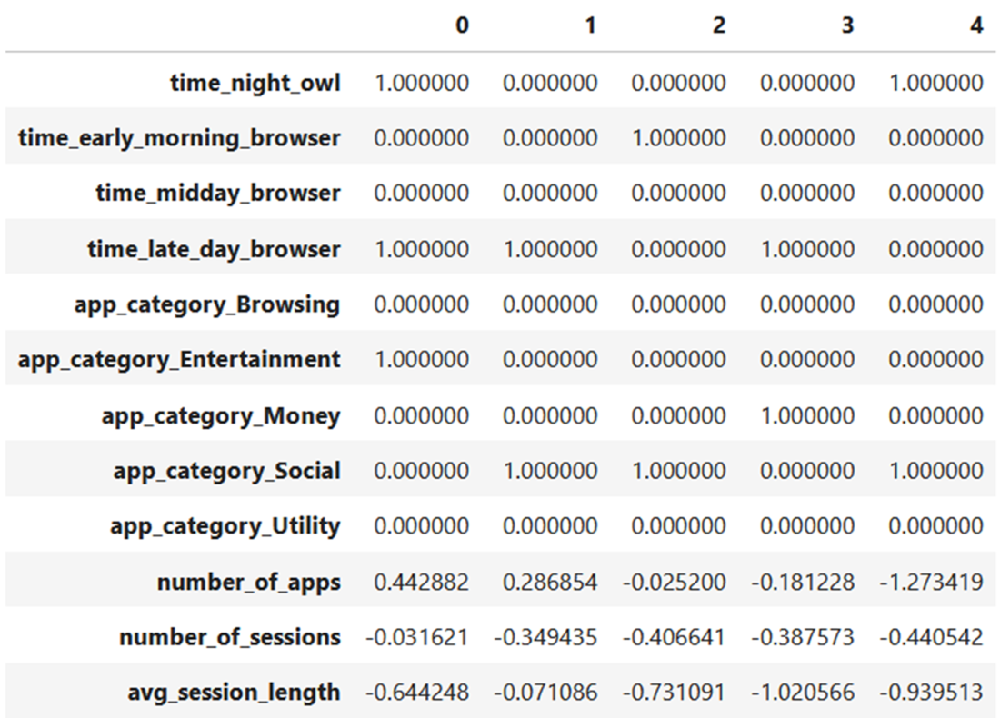 0 1 2 3 4
time_night_owl 1.000000 0.000000 0.000000 0.000000 1.000000
time_early_morning_browser 0.000000 0.000000 1.000000 0.000000 0.000000
time_midday_browser 0.000000 0.000000 0.000000 0.000000 0.000000
time_late_day_browser 1.000000 1.000000 0.000000 1.000000 0.000000
app_category_Browsing 0.000000 0.000000 0.000000 0.000000 0.000000
app_category_Entertainment 1.000000 0.000000 0.000000 0.000000 0.000000
app_category_Money 0.000000 0.000000 0.000000 1.000000 0.000000
app_category_Social 0.000000 1.000000 1.000000 0.000000 1.000000
app_category_Utility 0.000000 0.000000 0.000000 0.000000 0.000000
number_of_apps 0.442882 0.286854 -0.025200 -0.181228 -1.273419
number_of_sessions -0.031621 -0.349435 -0.406641 -0.387573 -0.440542
avg_session_length -0.644248 -0.071086 -0.731091 -1.020566 -0.939513